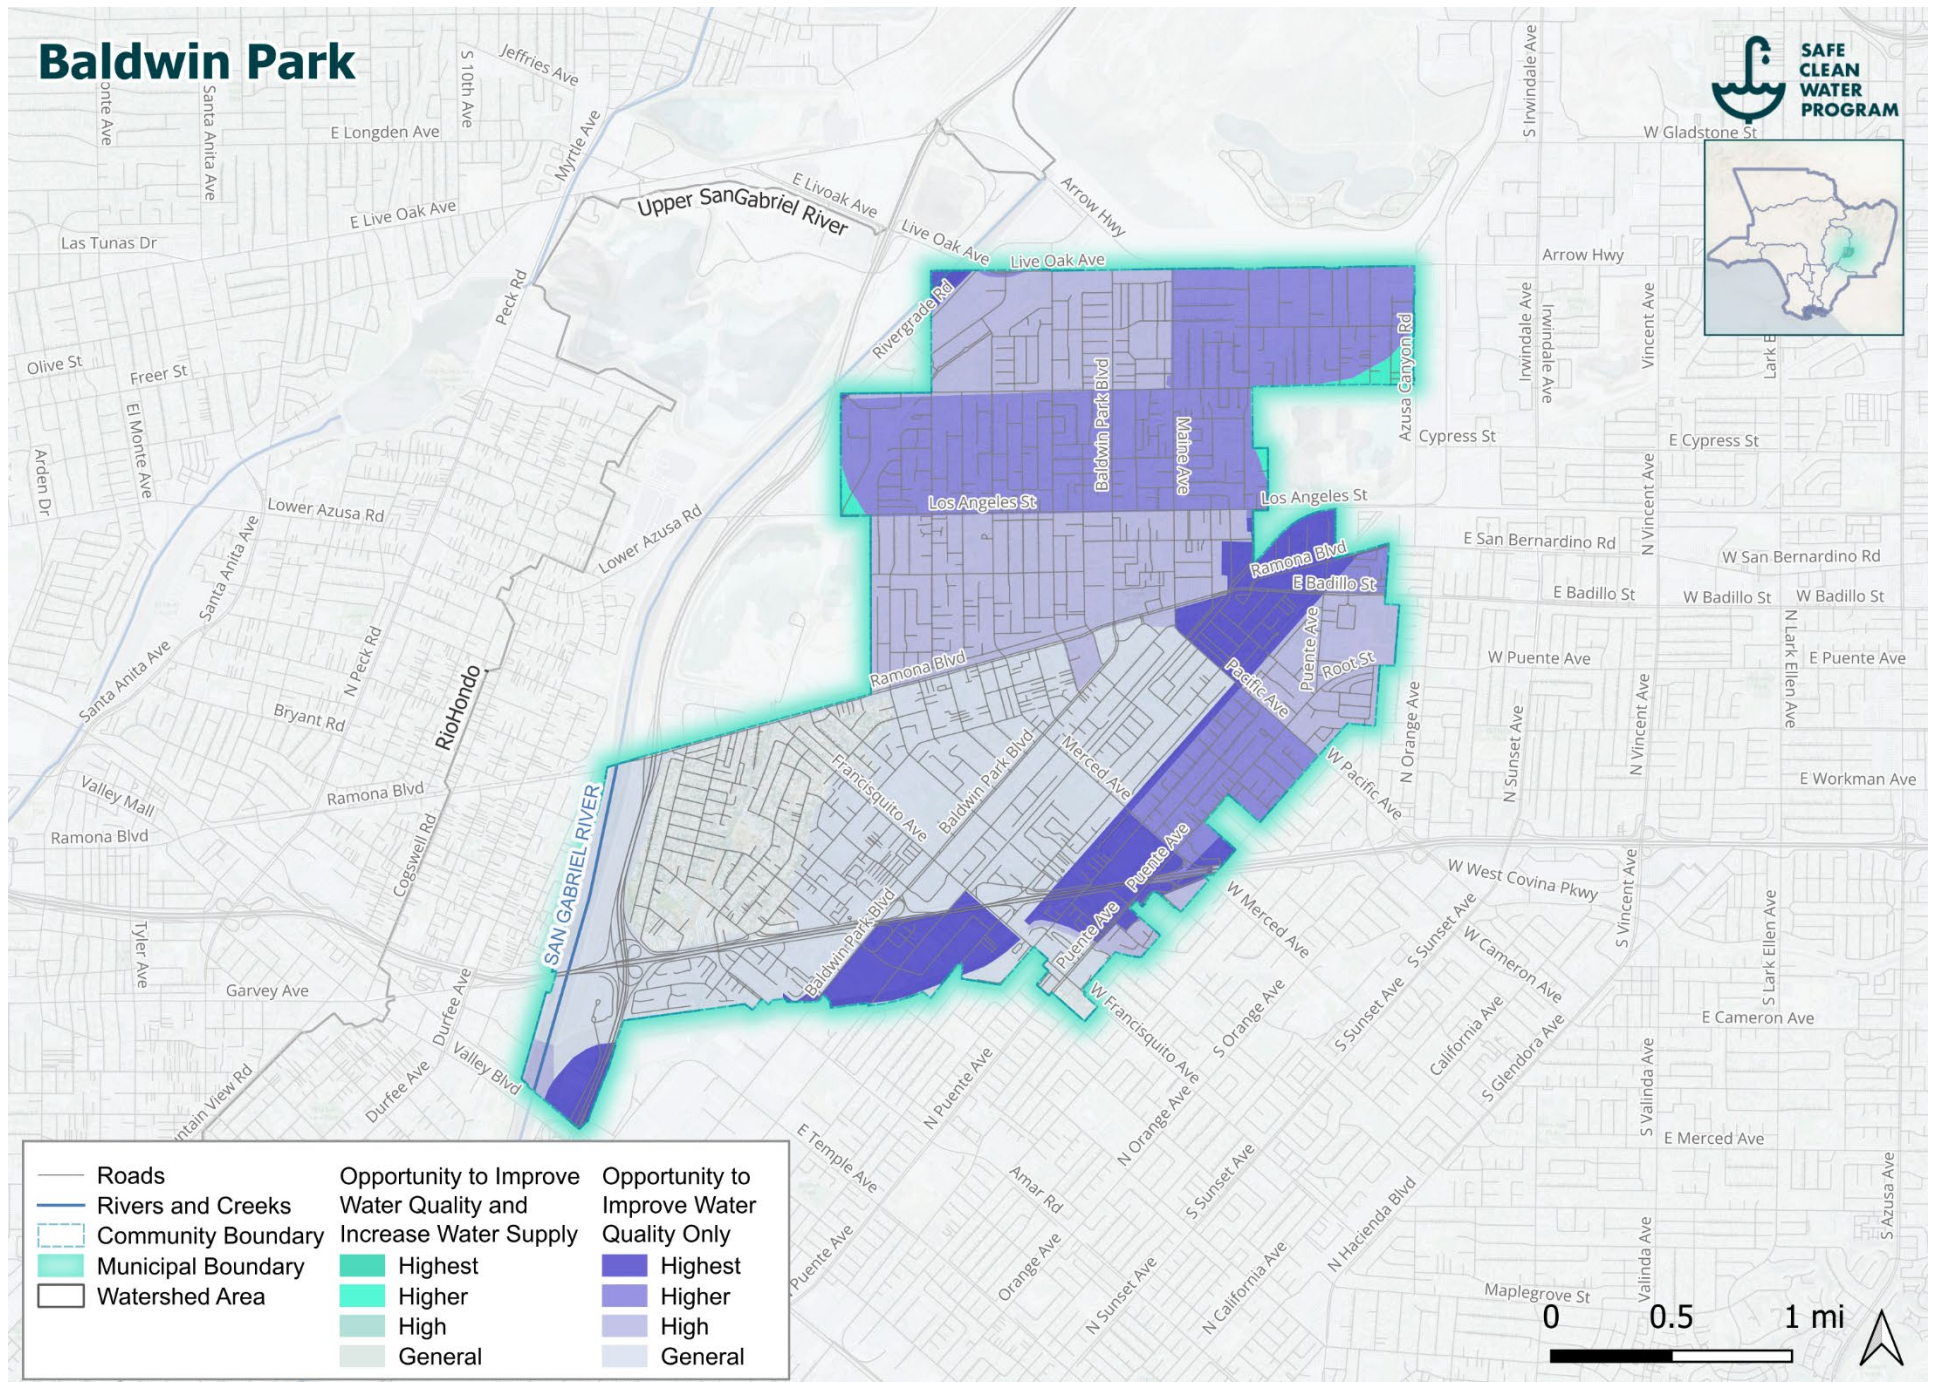 Baldwin Park
SAFE
CLEAN
WATER
PROGRAM
Jeffries Ave
S 10th Ave
onte Ave
Santa Anita Ave
E Longden Ave
Myrtle Ave
S Irwindale Ave
W Gladstone St
E Livoak Ave
Arrow Hwy
Upper SanGabriel River
E Live Oak Ave
Las Tunas Dr
Live Oak Ave
Live Oak Ave
Arrow Hwy
Peck Rd
Rivergrade Rd
Irwindale Ave
Irwindale Ave
Vincent Ave
Azusa Canyon Rd
Lark E
Olive St
Freer St
Baldwin Park Blvd
El Monte Ave
Maine Ave
Cypress St
E Cypress St
Arden Dr
N Vincent Ave
Los Angeles St
Los Angeles St
Lower Azusa Rd
Lower Azusa Rd
Santa Anita Ave
Ramona Blvd
E San Bernardino Rd
W San Bernardino Rd
E Badillo St
E Badillo St
W Badillo St
W Badillo St
Puente Ave
N Lark Ellen Ave
W Puente Ave
E Puente Ave
Root St
Ramona Blvd
Pacific Ave
N Peck Rd
Santa Anita Ave
RioHondo
Bryant Rd
N Orange Ave
N Sunset Ave
N Vincent Ave
Baldwin Park Blvd
Merced Ave
Francisquito Ave
W Pacific Ave
E Workman Ave
Valley Mall
Ramona Blvd
Ramona Blvd
SAN GABRIEL RIVER
Cogswell Rd
Puente Ave
W West Covina Pkwy
W Merced Ave
S Vincent Ave
Baldwin Park Blvd
Puente Ave
S Sunset Ave
W Cameron Ave
S Lark Ellen Ave
Tyler Ave
Garvey Ave
Durfee Ave
W Francisquito Ave
S Orange Ave
S Sunset Ave
California Ave
E Cameron Ave
S Glendora Ave
Valley Blvd
Durfee Ave
ntain View Rd
N Puente Ave
N Orange Ave
S Valinda Ave
E Merced Ave
E Temple Ave
Amar Rd
S Sunset Ave
S Azusa Ave
Puente Ave
Orange Ave
N Sunset Ave
N California Ave
N Hacienda Blvd
Valinda Ave
Maplegrove St
Roads
Rivers and Creeks
Community Boundary
Municipal Boundary
Watershed Area
Opportunity to Improve
Water Quality and
Increase Water Supply
Highest
Higher
High
General
Opportunity to
Improve Water
Quality Only
Highest
Higher
High
General
0 0.5 1 mi